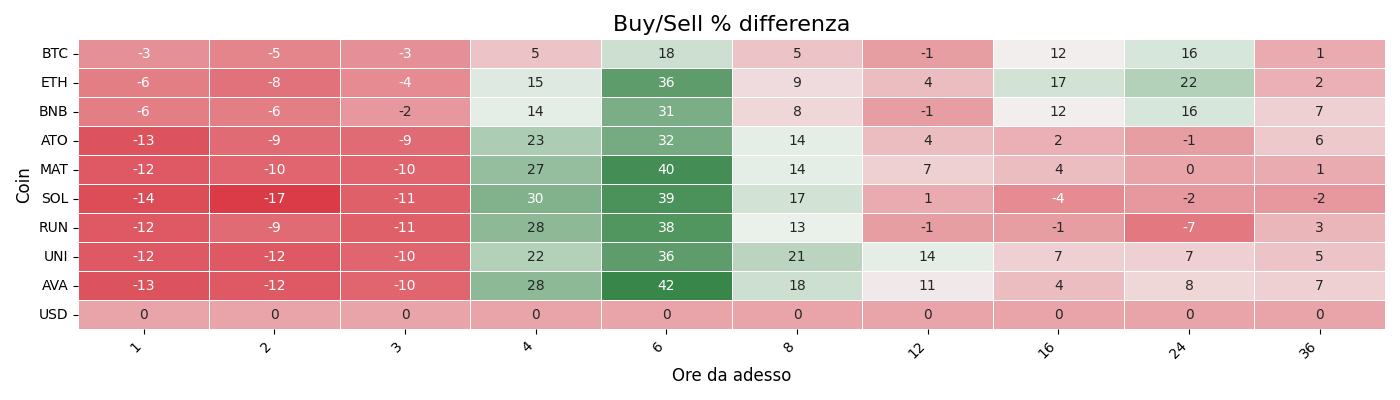 Buy/Sell % differenza
Coin
BTC -3 -5 -3 5 18 5 -1 12 16 1
ETH -6 -8 -4 15 36 9 4 17 22 2
BNB -6 -6 -2 14 31 8 -1 12 16 7
ATO -13 -9 -9 23 32 14 4 2 -1 6
MAT -12 -10 -10 27 40 14 7 4 0 1
SOL -14 -17 -11 30 39 17 1 -4 -2 -2
RUN -12 -9 -11 28 38 13 -1 -1 -7 3
UNI -12 -12 -10 22 36 21 14 7 7 5
AVA -13 -12 -10 28 42 18 11 4 8 7
USD 0 0 0 0 0 0 0 0 0 0
1 2 3 4 6 8 12 16 24 36
Ore da adesso